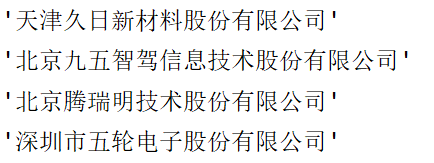 '天津久日新材料股份有限公司'
'北京九五智驾信息技术股份有限公司'
'北京腾瑞明技术股份有限公司'
'深圳市五轮电子股份有限公司'